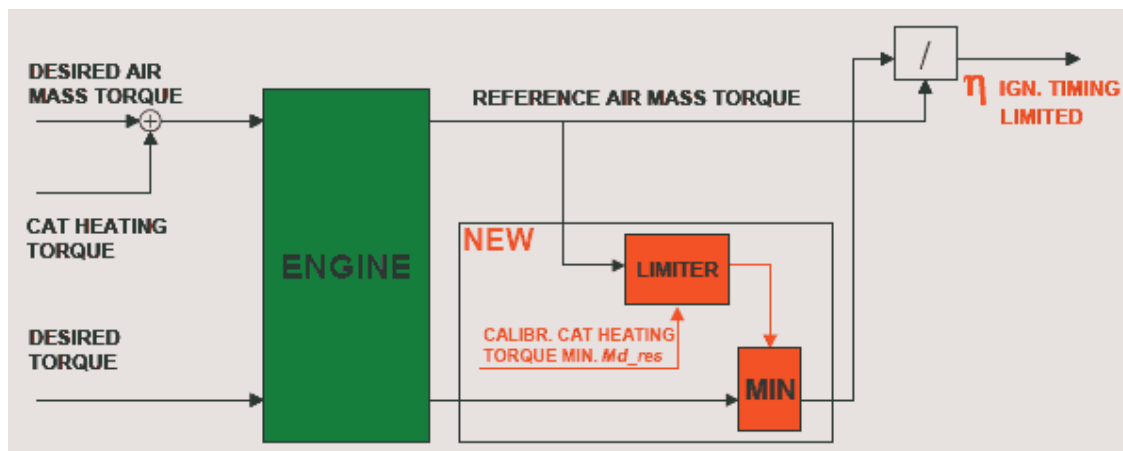 DESIRED AIR
MASS TORQUE
CAT HEATING
TORQUE
DESIRED
TORQUE
ENGINE
REFERENCE AIR MASS TORQUE
/
η IGN. TIMING
LIMITED
NEW
LIMITER
CALIBR. CAT HEATING
TORQUE MIN. Md_res
MIN